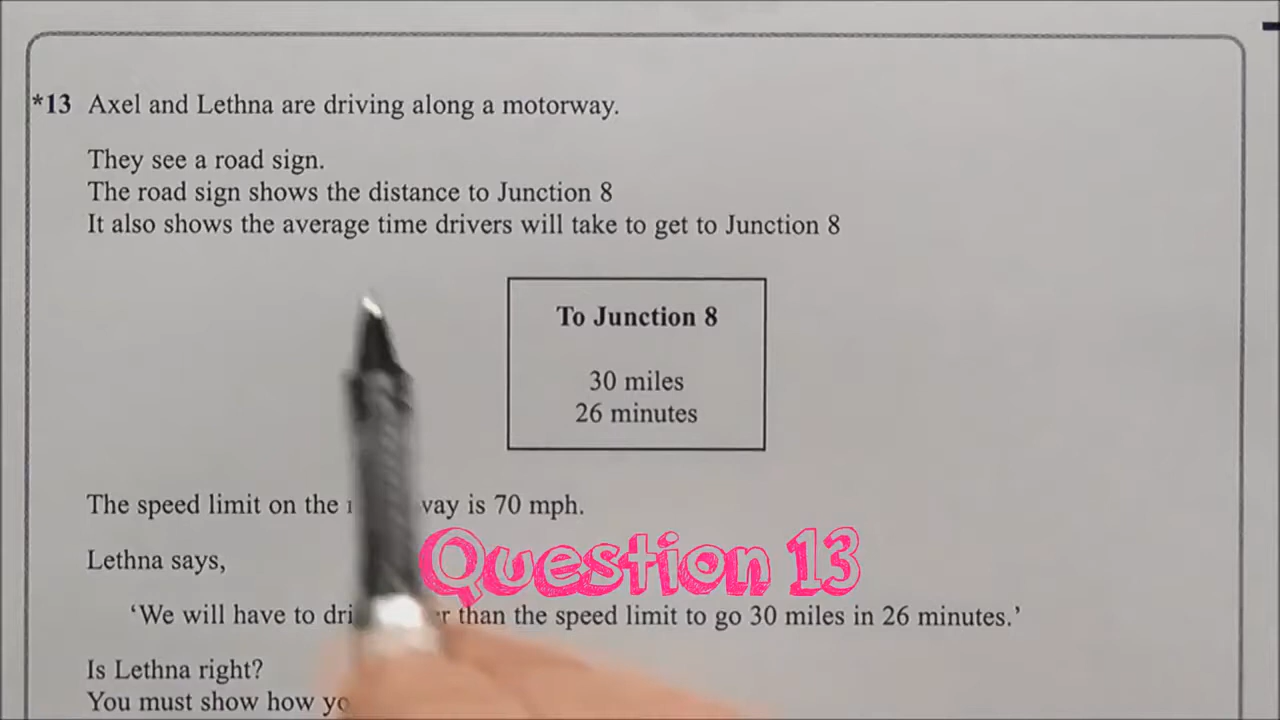 *13 Axel and Lethna are driving along a motorway.
They see a road sign.
The road sign shows the distance to Junction 8
It also shows the average time drivers will take to get to Junction 8
To Junction 8
30 miles
26 minutes
The speed limit on the way is 70 mph.
Lethna says,
Question 13
‘We will have to than the speed limit to go 30 miles in 26 minutes.’
Is Lethna right?
You must show how